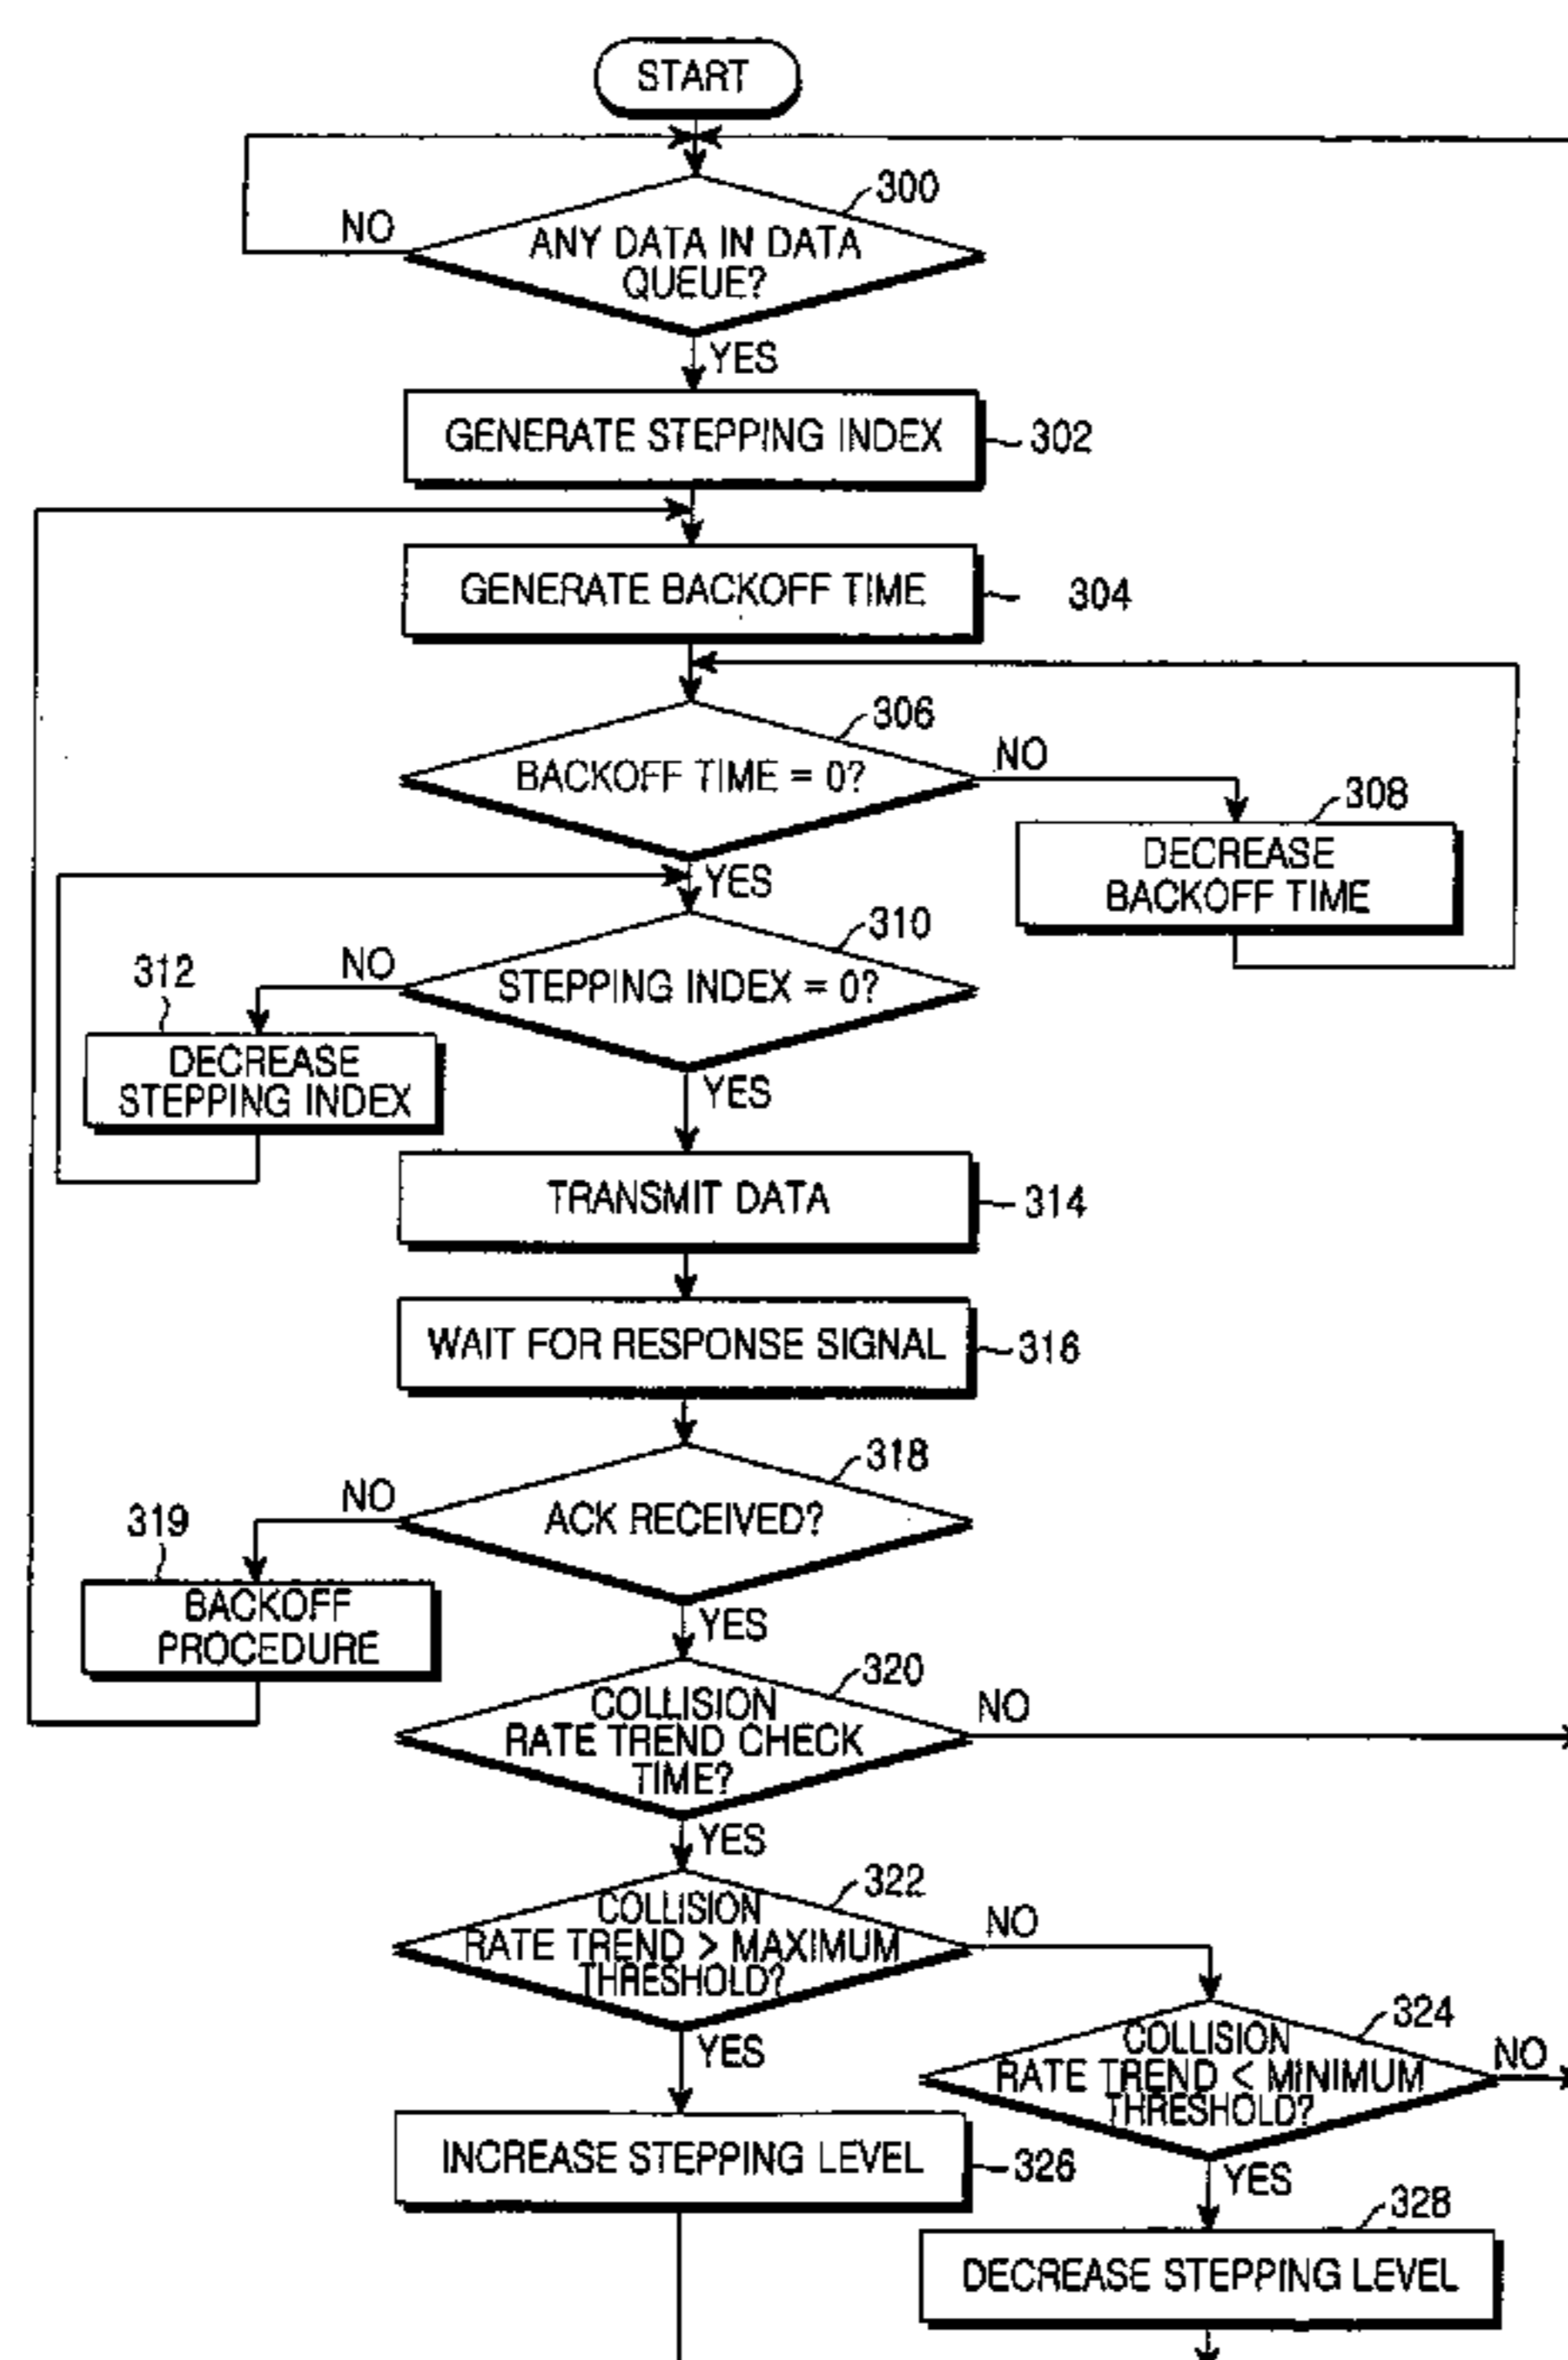 START
300
NO
ANY DATA IN DATA
QUEUE?
YES
GENERATE STEPPING INDEX
302
GENERATE BACKOFF TIME
304
306
BACKOFF TIME = 0?
NO
308
DECREASE
BACKOFF TIME
YES
310
STEPPING INDEX = 0?
NO
312
DECREASE
STEPPING INDEX
YES
TRANSMIT DATA
314
WAIT FOR RESPONSE SIGNAL
316
318
ACK RECEIVED?
NO
319
BACKOFF
PROCEDURE
YES
320
COLLISION
RATE TREND CHECK
TIME?
NO
YES
322
COLLISION
RATE TREND > MAXIMUM
THRESHOLD?
NO
324
COLLISION
RATE TREND < MINIMUM
THRESHOLD?
NO
YES
INCREASE STEPPING LEVEL
326
YES
328
DECREASE STEPPING LEVEL